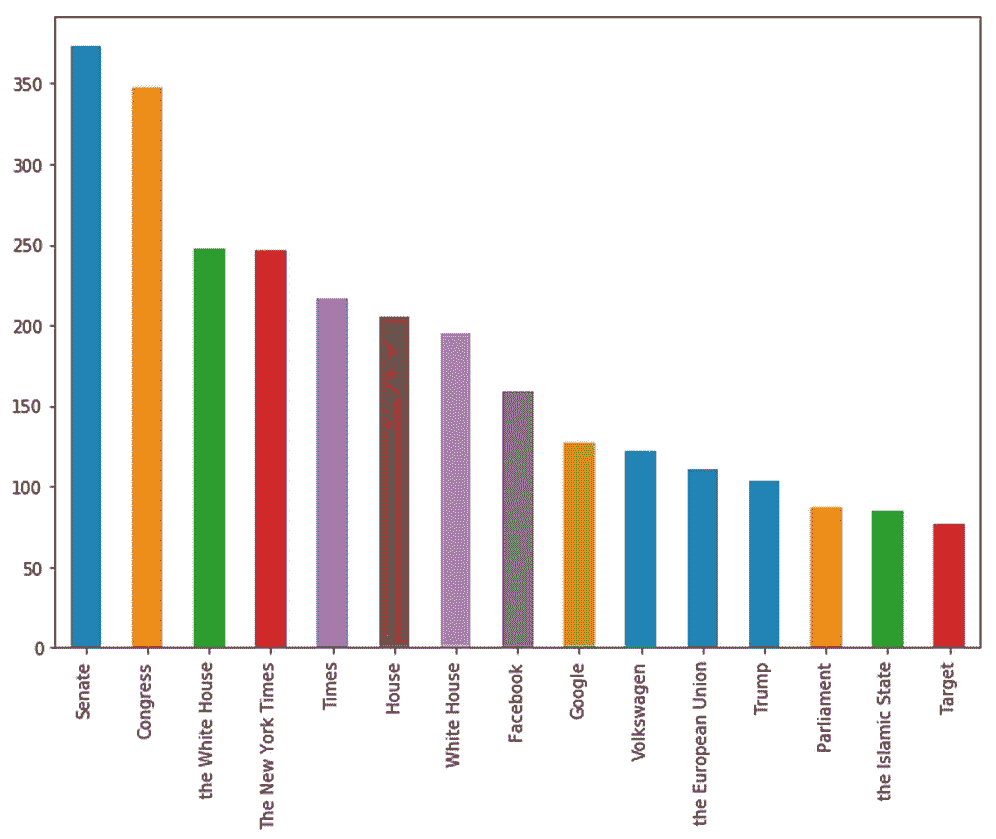 350
300
250
200
150
100
50
0
Senate
Congress
the White House
The New York Times
Times
House
White House
Facebook
Google
Volkswagen
the European Union
Trump
Parliament
the Islamic State
Target